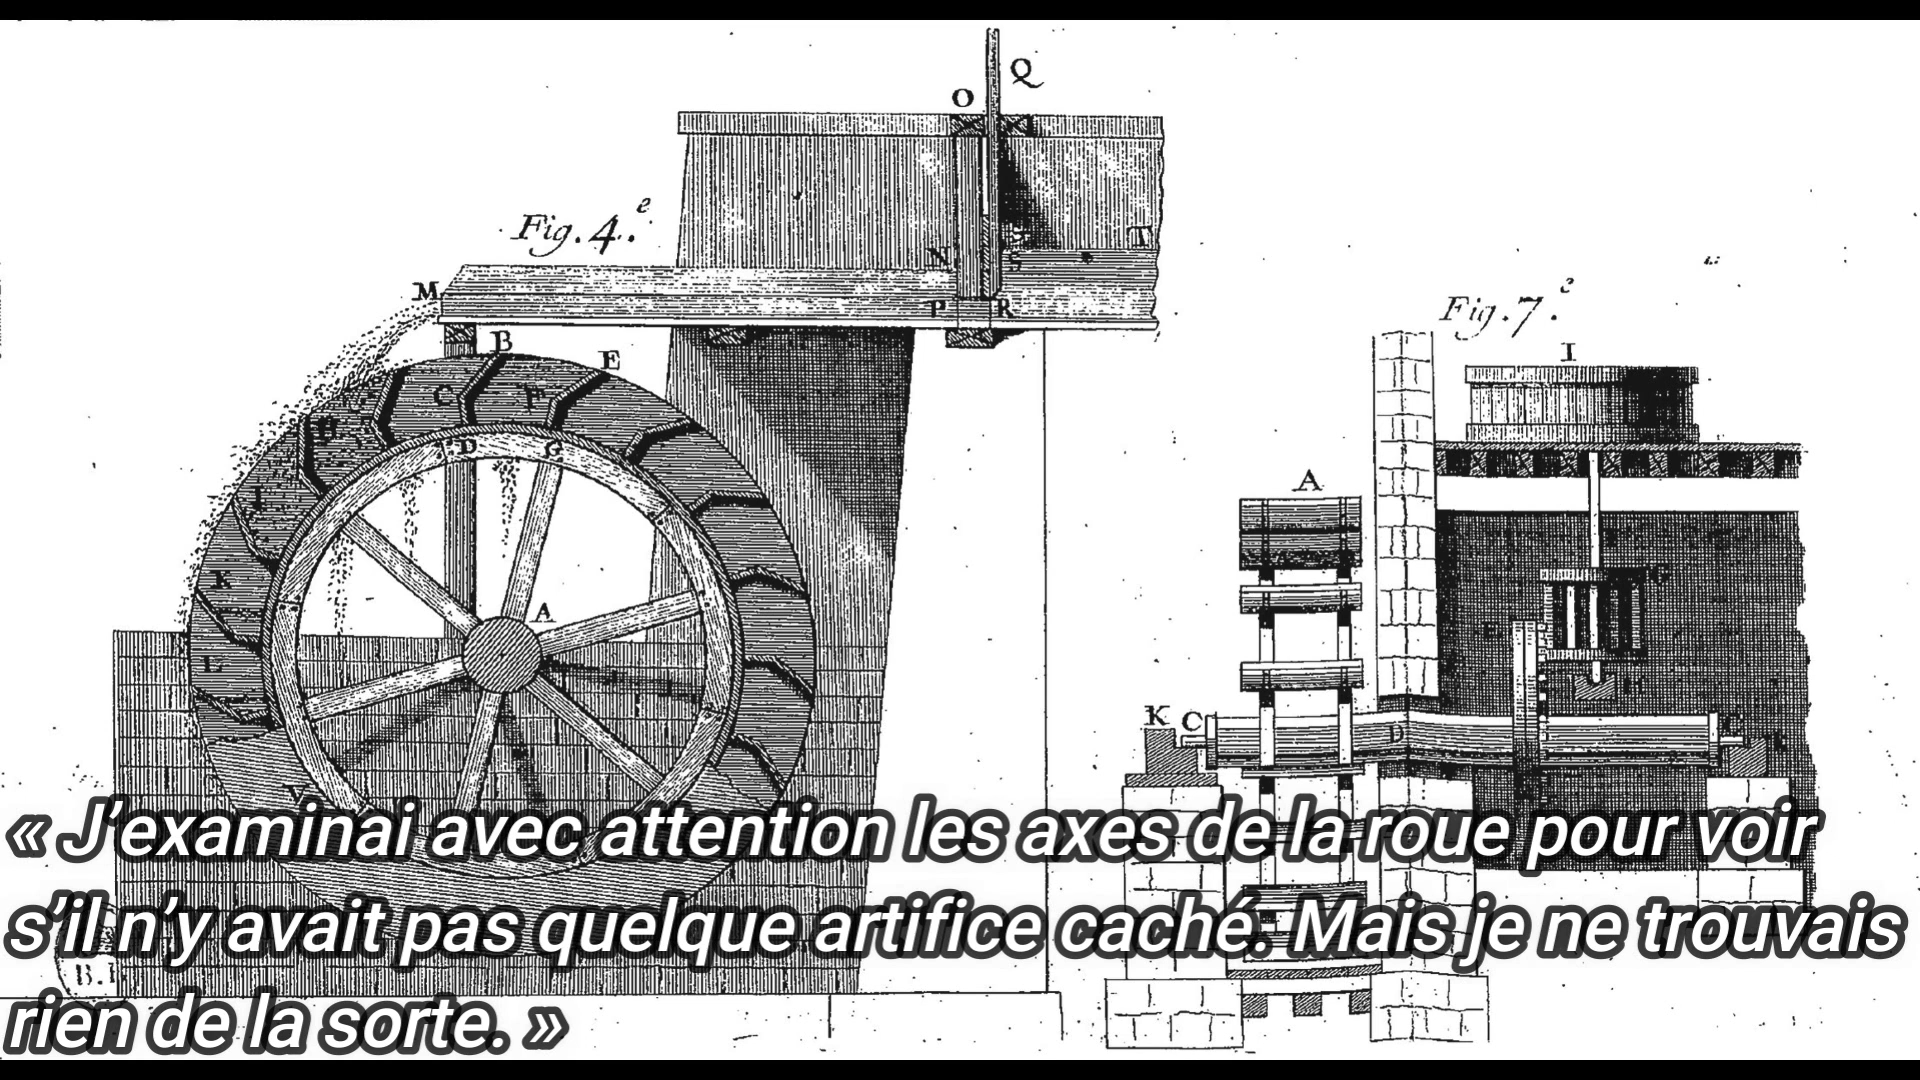 Q
O
Fig. 4.e
N
S
T
M
P
R
B
E
Fig. 7.e
C
F
I
H
D
G
A
I
A
K
G
E
A
L
H
K
C
D
C
V
« J’examinai avec attention les axes de la roue pour voir
s’il n’y avait pas quelque artifice caché. Mais je ne trouvais
rien de la sorte. »